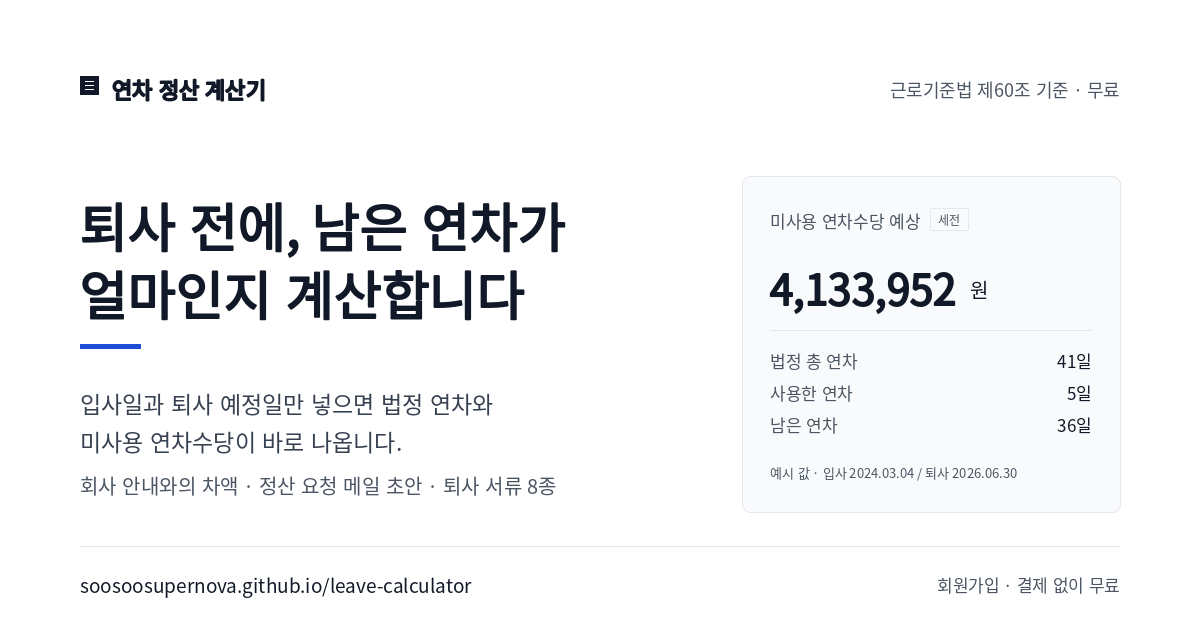 연차 정산 계산기
근로기준법 제60조 기준 · 무료
퇴사 전에, 남은 연차가
얼마인지 계산합니다
입사일과 퇴사 예정일만 넣으면 법정 연차와
미사용 연차수당이 바로 나옵니다.
회사 안내와의 차액 · 정산 요청 메일 초안 · 퇴사 서류 8종
미사용 연차수당 예상 세전
4,133,952 원
법정 총 연차 41일
사용한 연차 5일
남은 연차 36일
예시 값 · 입사 2024.03.04 / 퇴사 2026.06.30
soosoosupernova.github.io/leave-calculator
회원가입 · 결제 없이 무료